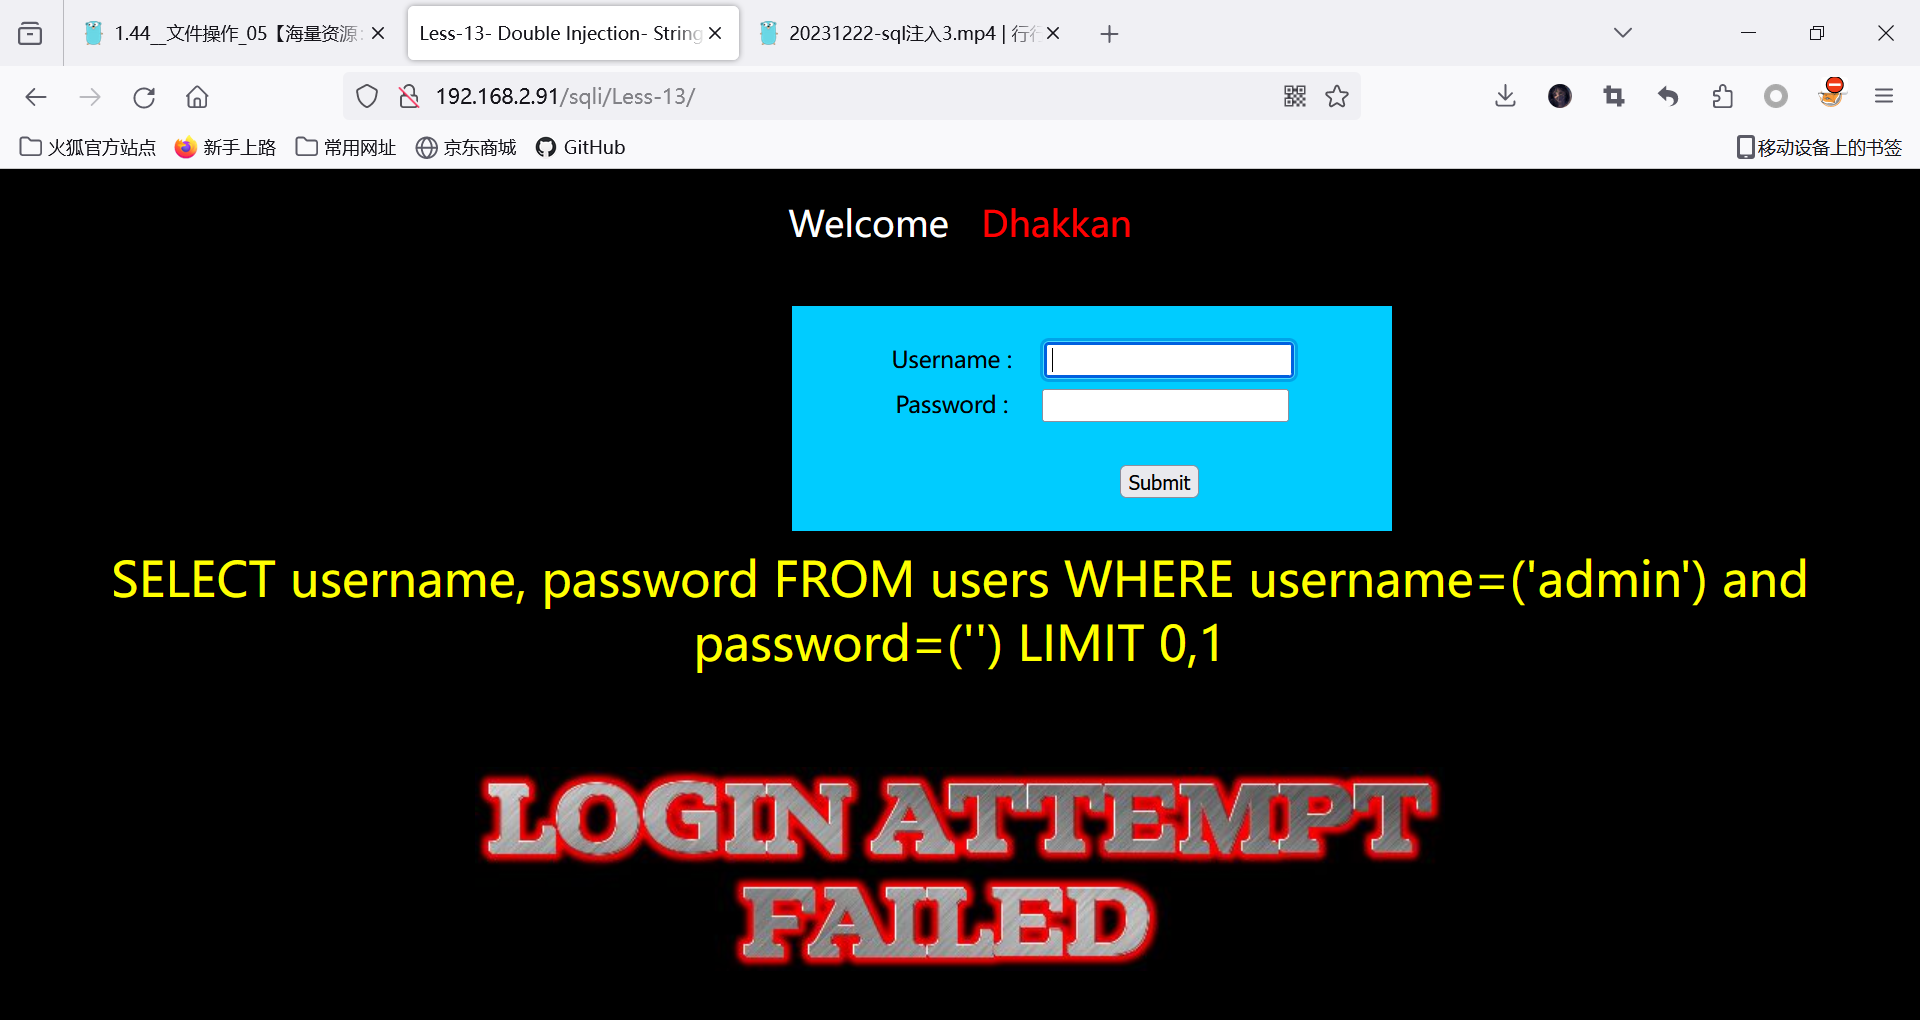 1.44__文件操作_05【海量资源:
Less-13- Double Injection- String
20231222-sql注入3.mp4 | 行行
192.168.2.91/sqli/Less-13/
火狐官方站点 新手上路 常用网址 京东商城 GitHub 移动设备上的书签
Welcome Dhakkan
Username :
Password :
Submit
SELECT username, password FROM users WHERE username=('admin') and
password=('') LIMIT 0,1
LOGIN ATTEMPT
FAILED